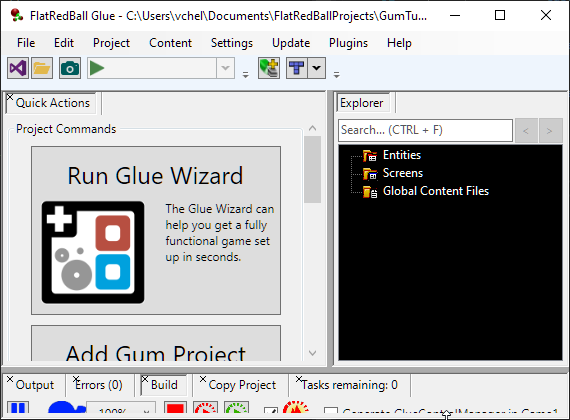 FlatRedBall Glue - C:\Users\vchel\Documents\FlatRedBallProjects\GumTu...
File Edit Project Content Settings Update Plugins Help
Quick Actions
Explorer
Project Commands
Search... (CTRL + F)
< >
Run Glue Wizard
The Glue Wizard can
help you get a fully
functional game set
up in seconds.
Entities
Screens
Global Content Files
Add Gum Project
Output Errors (0) Build Copy Project Tasks remaining: 0
100% Generate GlueControlManager in Game1